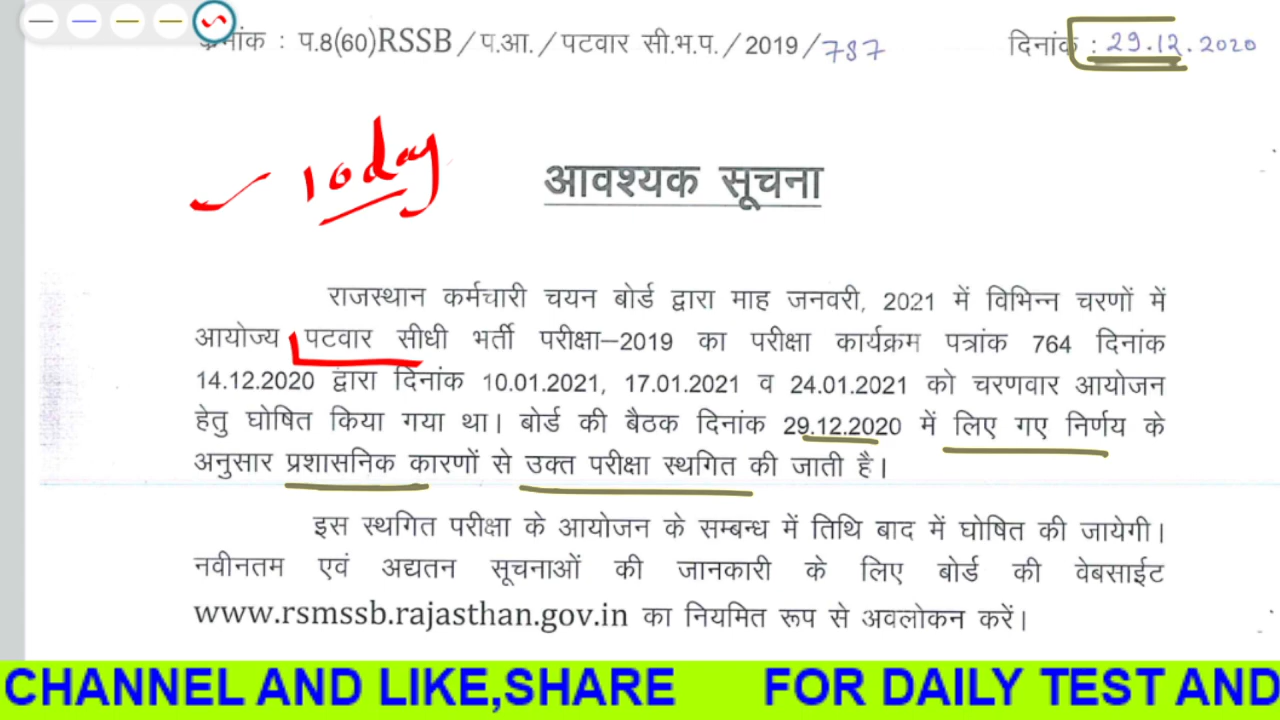 क्रमांक : प.8(60)RSSB / प.आ. / पटवार सी.भ.प. / 2019 / 787 दिनांक : 29.12.2020
Today
आवश्यक सूचना
राजस्थान कर्मचारी चयन बोर्ड द्वारा माह जनवरी, 2021 में विभिन्न चरणों में
आयोज्य पटवार सीधी भर्ती परीक्षा–2019 का परीक्षा कार्यक्रम पत्रांक 764 दिनांक
14.12.2020 द्वारा दिनांक 10.01.2021, 17.01.2021 व 24.01.2021 को चरणवार आयोजन
हेतु घोषित किया गया था। बोर्ड की बैठक दिनांक 29.12.2020 में लिए गए निर्णय के
अनुसार प्रशासनिक कारणों से उक्त परीक्षा स्थगित की जाती है।
इस स्थगित परीक्षा के आयोजन के सम्बन्ध में तिथि बाद में घोषित की जायेगी।
नवीनतम एवं अद्यतन सूचनाओं की जानकारी के लिए बोर्ड की वेबसाईट
www.rsmssb.rajasthan.gov.in का नियमित रूप से अवलोकन करें।
CHANNEL AND LIKE,SHARE FOR DAILY TEST AND